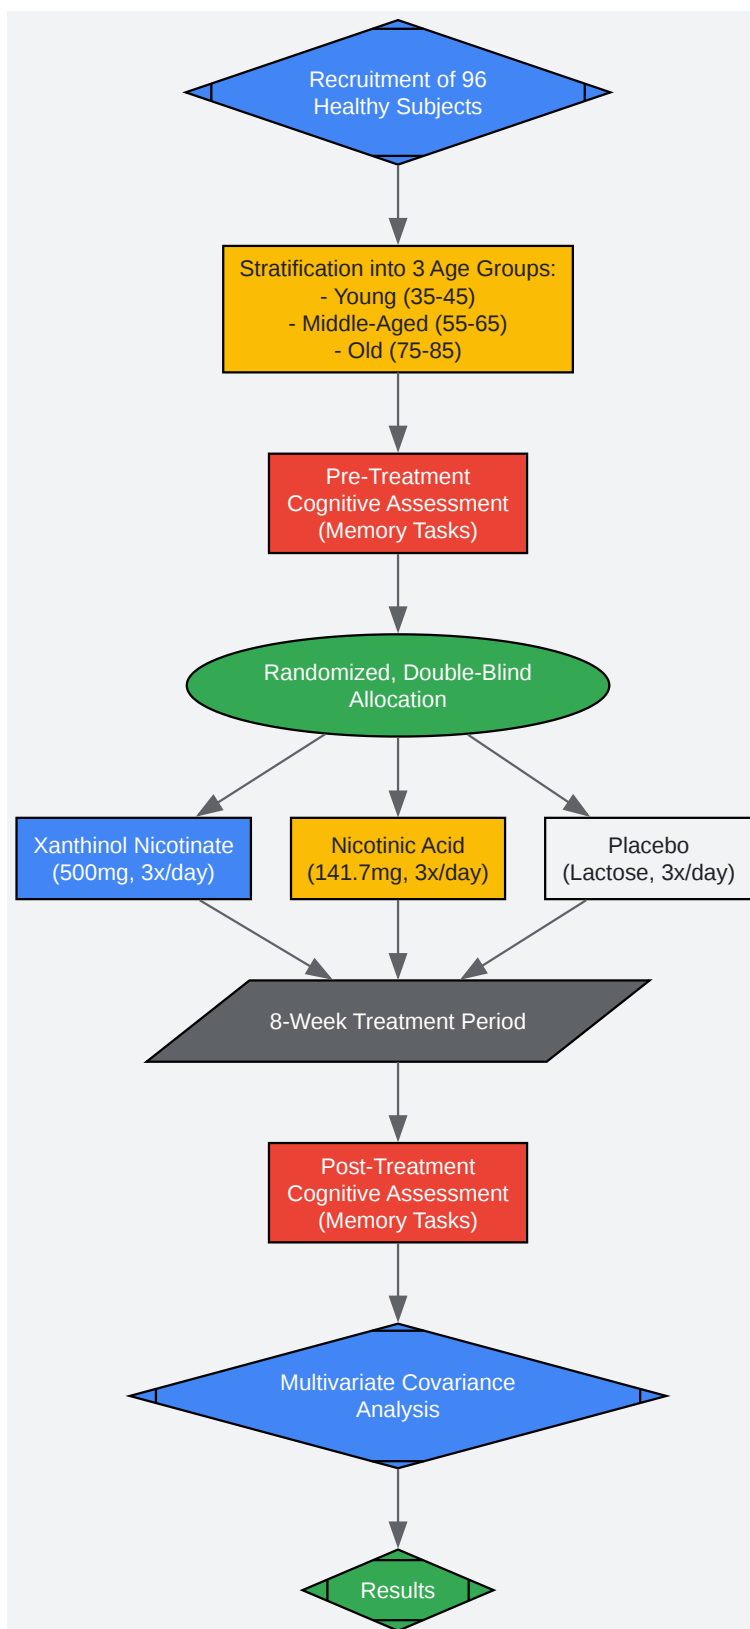 Recruitment of 96
Healthy Subjects
Stratification into 3 Age Groups:
- Young (35-45)
- Middle-Aged (55-65)
- Old (75-85)
Pre-Treatment
Cognitive Assessment
(Memory Tasks)
Randomized, Double-Blind
Allocation
Xanthinol Nicotinate
(500mg, 3x/day)
Nicotinic Acid
(141.7mg, 3x/day)
Placebo
(Lactose, 3x/day)
8-Week Treatment Period
Post-Treatment
Cognitive Assessment
(Memory Tasks)
Multivariate Covariance
Analysis
Results